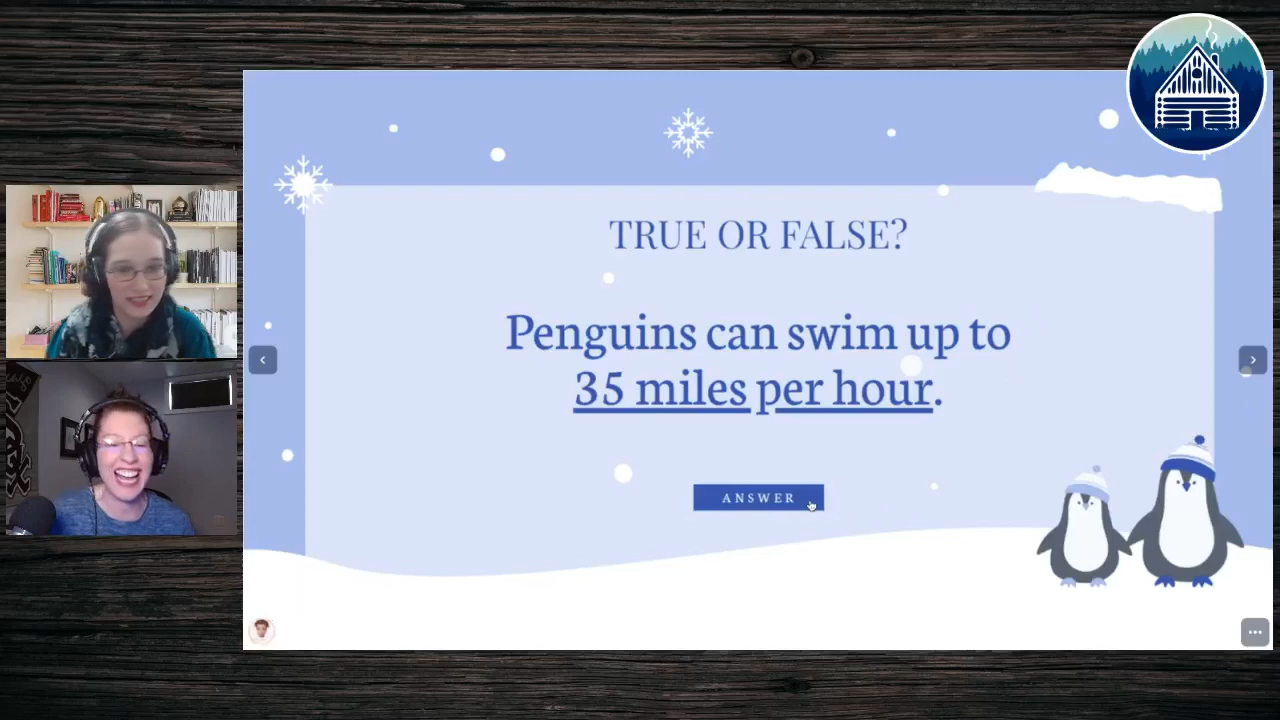 TRUE OR FALSE?
Penguins can swim up to
35 miles per hour.
ANSWER